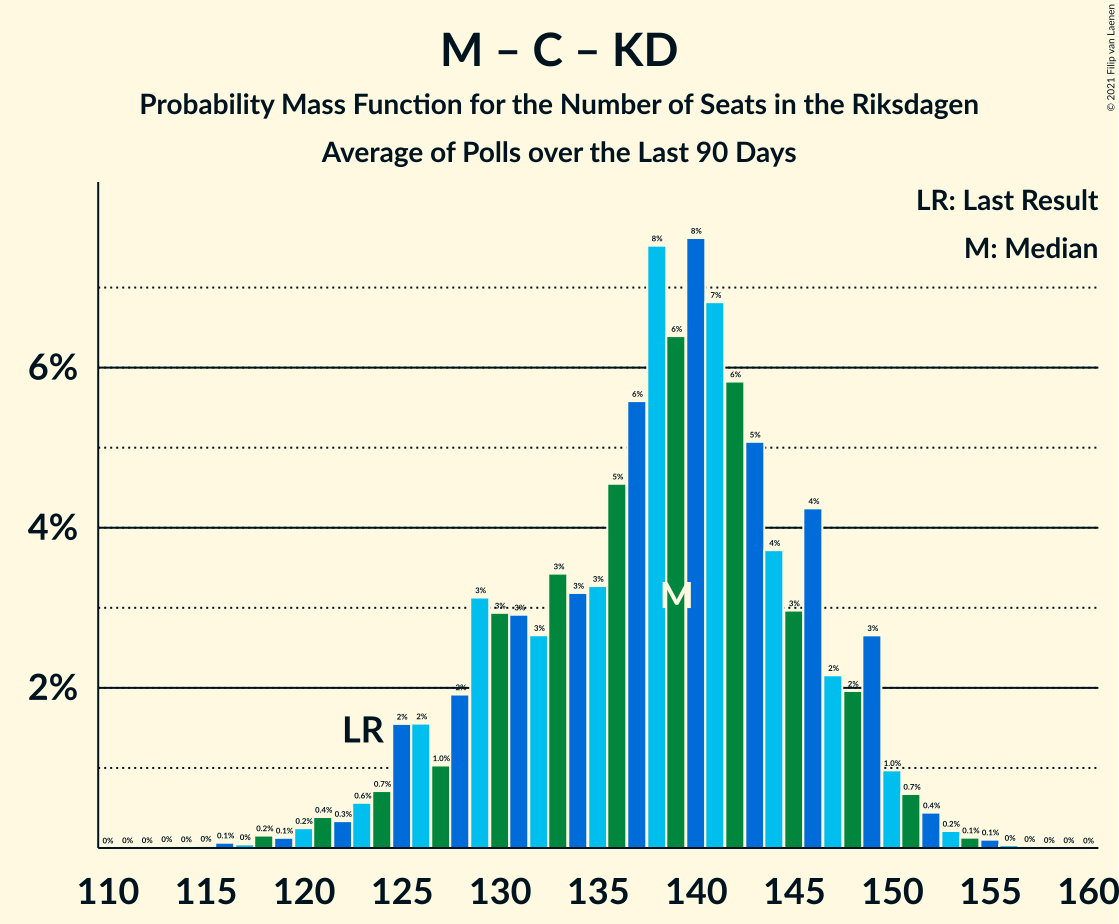 M – C – KD
Probability Mass Function for the Number of Seats in the Riksdagen
Average of Polls over the Last 90 Days
© 2021 Filip van Laenen
LR: Last Result
M: Median
6%
4%
2%
0% 0% 0% 0% 0% 0% 0.1% 0% 0.2% 0.1% 0.2% 0.4% 0.3% 0.6% 0.7% 2% 2% 1.0% 2% 3% 3% 3% 3% 3% 3% 3% 5% 6% 8% 6% 8% 7% 6% 5% 4% 3% 4% 2% 2% 3% 1.0% 0.7% 0.4% 0.2% 0.1% 0.1% 0% 0% 0% 0% 0%
LR
M
110 115 120 125 130 135 140 145 150 155 160